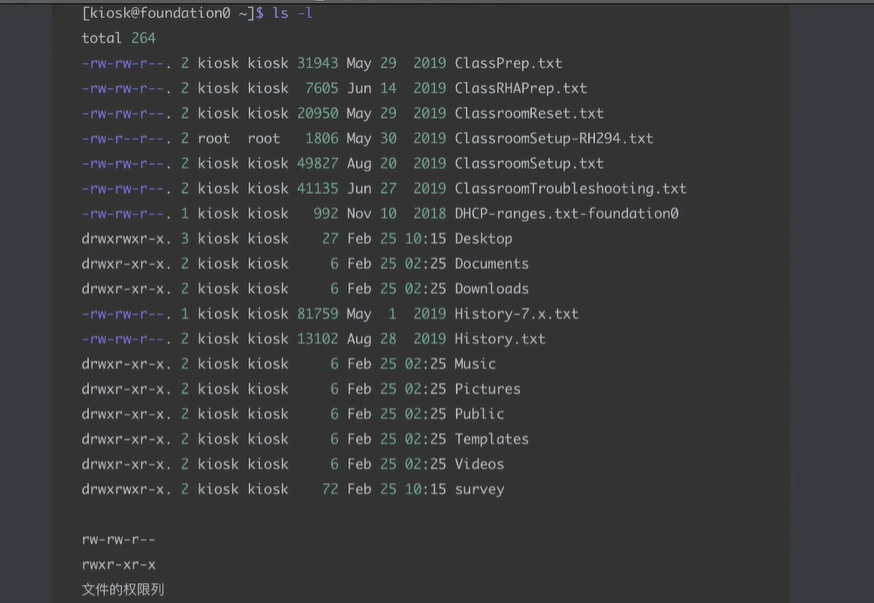 [kiosk@foundation0 ~]$ ls -l
total 264
-rw-rw-r--. 2 kiosk kiosk 31943 May 29  2019 ClassPrep.txt
-rw-rw-r--. 2 kiosk kiosk  7605 Jun 14  2019 ClassRHAPrep.txt
-rw-rw-r--. 2 kiosk kiosk 20950 May 29  2019 ClassroomReset.txt
-rw-r--r--. 2 root  root   1806 May 30  2019 ClassroomSetup-RH294.txt
-rw-rw-r--. 2 kiosk kiosk 49827 Aug 20  2019 ClassroomSetup.txt
-rw-rw-r--. 2 kiosk kiosk 41135 Jun 27  2019 ClassroomTroubleshooting.txt
-rw-rw-r--. 1 kiosk kiosk   992 Nov 10  2018 DHCP-ranges.txt-foundation0
drwxrwxr-x. 3 kiosk kiosk    27 Feb 25 10:15 Desktop
drwxr-xr-x. 2 kiosk kiosk     6 Feb 25 02:25 Documents
drwxr-xr-x. 2 kiosk kiosk     6 Feb 25 02:25 Downloads
-rw-rw-r--. 1 kiosk kiosk 81759 May  1  2019 History-7.x.txt
-rw-rw-r--. 2 kiosk kiosk 13102 Aug 28  2019 History.txt
drwxr-xr-x. 2 kiosk kiosk     6 Feb 25 02:25 Music
drwxr-xr-x. 2 kiosk kiosk     6 Feb 25 02:25 Pictures
drwxr-xr-x. 2 kiosk kiosk     6 Feb 25 02:25 Public
drwxr-xr-x. 2 kiosk kiosk     6 Feb 25 02:25 Templates
drwxr-xr-x. 2 kiosk kiosk     6 Feb 25 02:25 Videos
drwxrwxr-x. 2 kiosk kiosk    72 Feb 25 10:15 survey
rw-rw-r--
rwxr-xr-x
文件的权限列